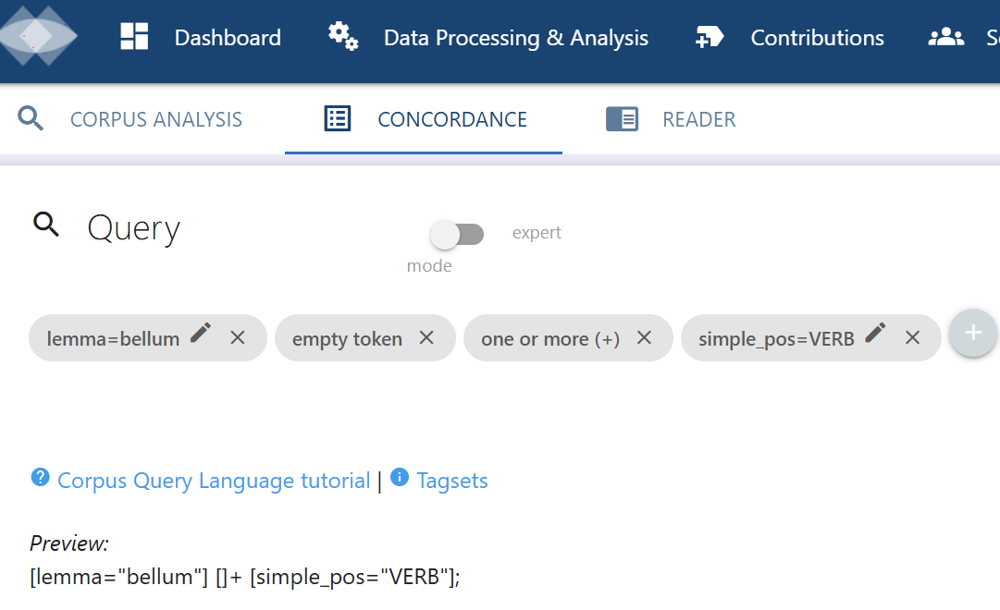 Dashboard Data Processing & Analysis Contributions
CORPUS ANALYSIS CONCORDANCE READER
Query
expert
mode
lemma=bellum empty token one or more (+) simple_pos=VERB
Corpus Query Language tutorial | Tagsets
Preview:
[lemma="bellum"] []+ [simple_pos="VERB"];